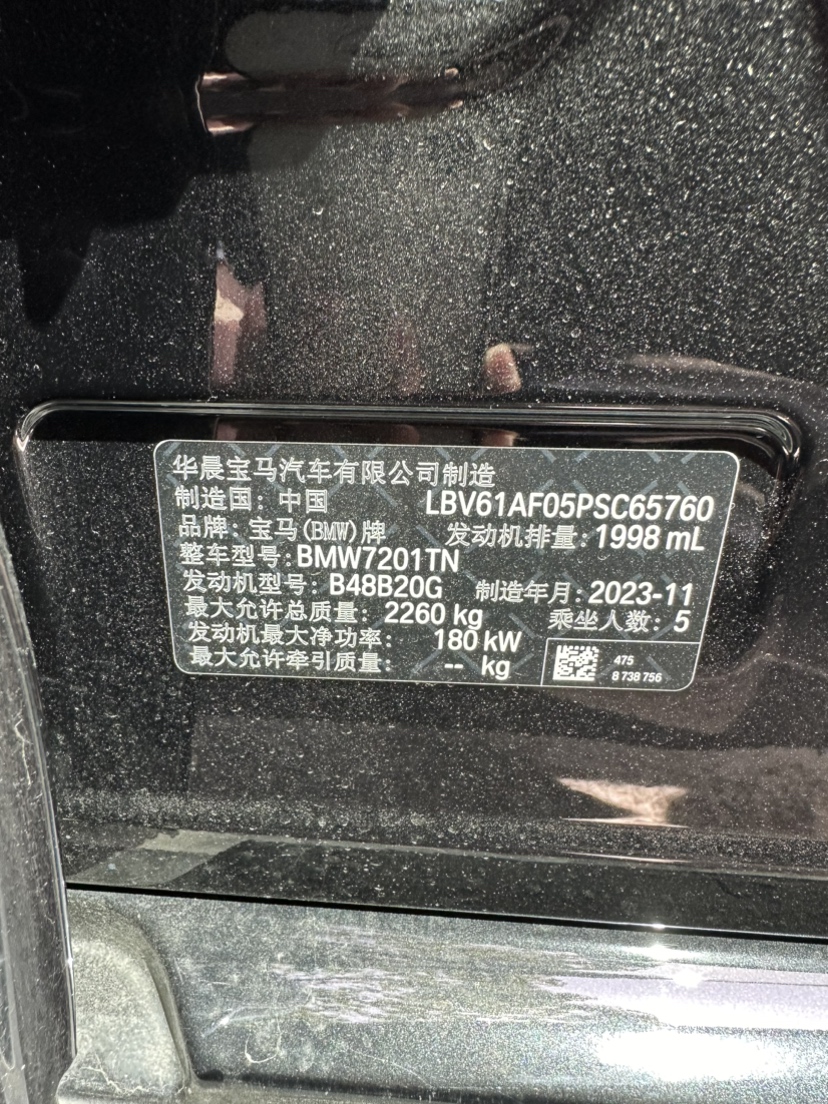 华晨宝马汽车有限公司制造
制造国：中国 LBV61AF05PSC65760
品牌：宝马(BMW)牌 发动机排量：1998 mL
整车型号：BMW7201TN
发动机型号：B48B20G 制造年月：2023-11
最大允许总质量：2260 kg 乘坐人数：5
发动机最大净功率： 180 kW
最大允许牵引质量： -- kg
475
8 738 756